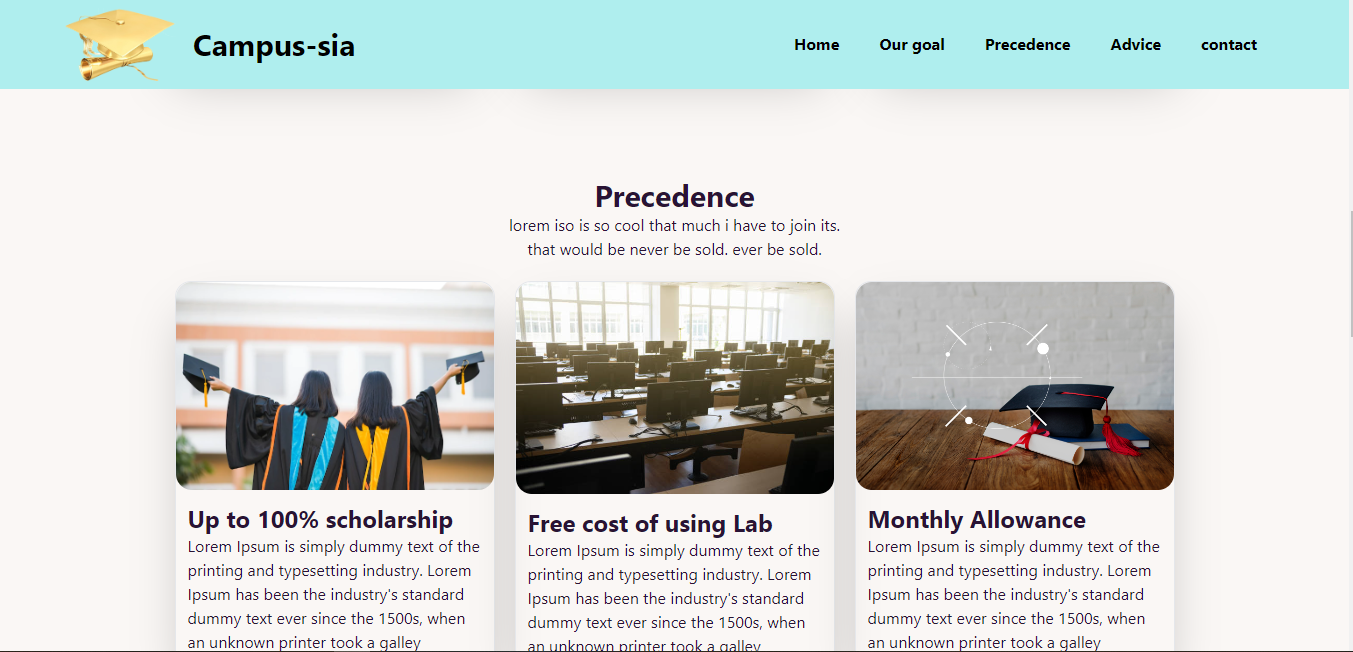 Campus-sia
Home
Our goal
Precedence
Advice
contact
Precedence
lorem iso is so cool that much i have to join its.
that would be never be sold. ever be sold.
Up to 100% scholarship
Lorem Ipsum is simply dummy text of the
printing and typesetting industry. Lorem
Ipsum has been the industry's standard
dummy text ever since the 1500s, when
an unknown printer took a galley
Free cost of using Lab
Lorem Ipsum is simply dummy text of the
printing and typesetting industry. Lorem
Ipsum has been the industry's standard
dummy text ever since the 1500s, when
an unknown printer took a galley
Monthly Allowance
Lorem Ipsum is simply dummy text of the
printing and typesetting industry. Lorem
Ipsum has been the industry's standard
dummy text ever since the 1500s, when
an unknown printer took a galley